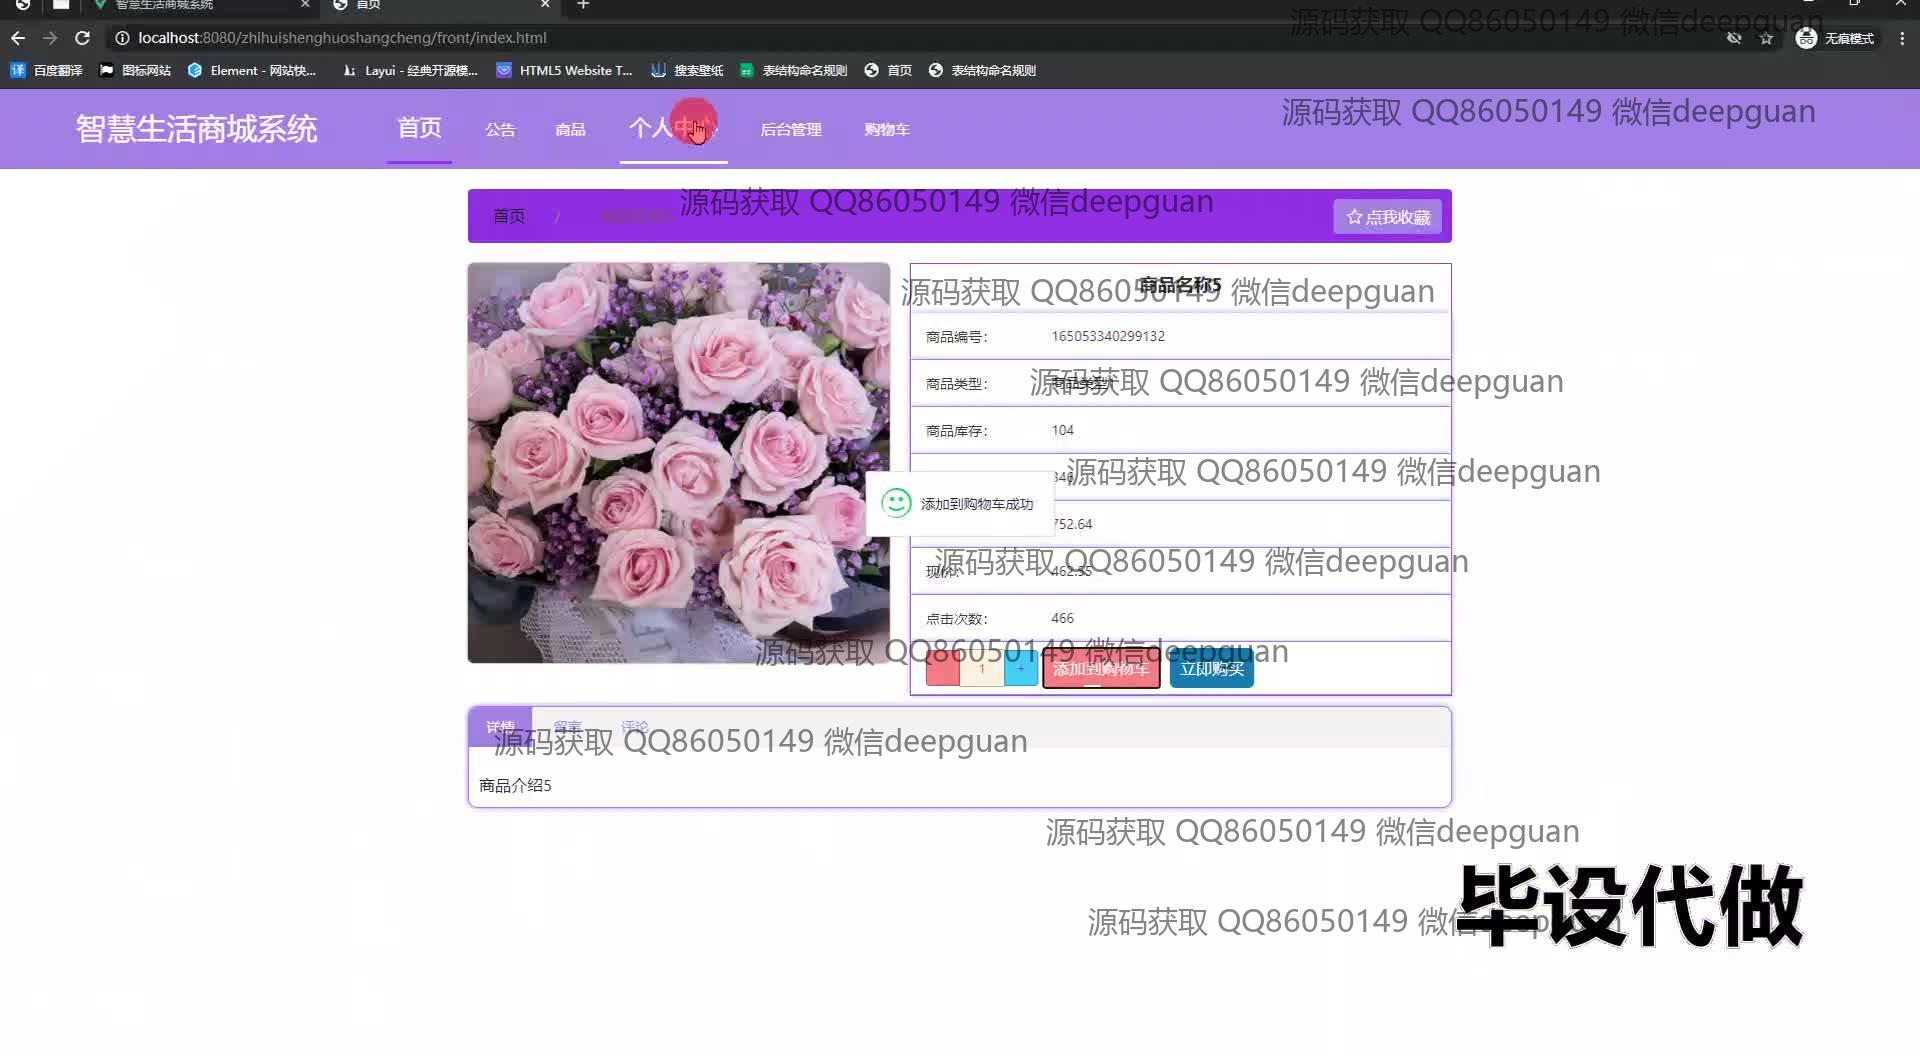 智慧生活商城系统
首页
localhost:8080/zhihuishenghuoshangcheng/front/index.html
无痕模式
百度翻译
图标网站
Element - 网站快...
Layui - 经典开源模...
HTML5 Website T...
搜索壁纸
表结构命名规则
首页
表结构命名规则
源码获取 QQ86050149 微信deepguan
智慧生活商城系统
首页
公告
商品
个人中心
后台管理
购物车
源码获取 QQ86050149 微信deepguan
首页 /
源码获取 QQ86050149 微信deepguan
点我收藏
商品名称5
源码获取 QQ86050149 微信deepguan
商品编号: 165053340299132
商品类型:
源码获取 QQ86050149 微信deepguan
商品库存: 104
源码获取 QQ86050149 微信deepguan
添加到购物车成功
752.64
现价: 462.35
源码获取 QQ86050149 微信deepguan
点击次数: 466
源码获取 QQ86050149 微信deepguan
1 +
添加到购物车
立即购买
详情 留言 评论
源码获取 QQ86050149 微信deepguan
商品介绍5
源码获取 QQ86050149 微信deepguan
毕设代做
源码获取 QQ86050149 微信deepguan